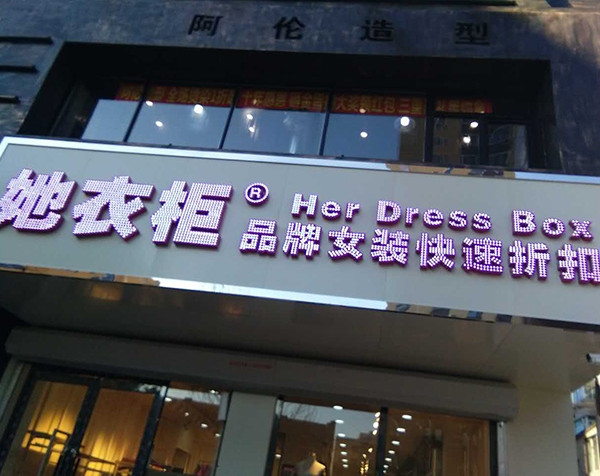 阿伦造型
她衣柜®
Her Dress Box
品牌女装快速折扣